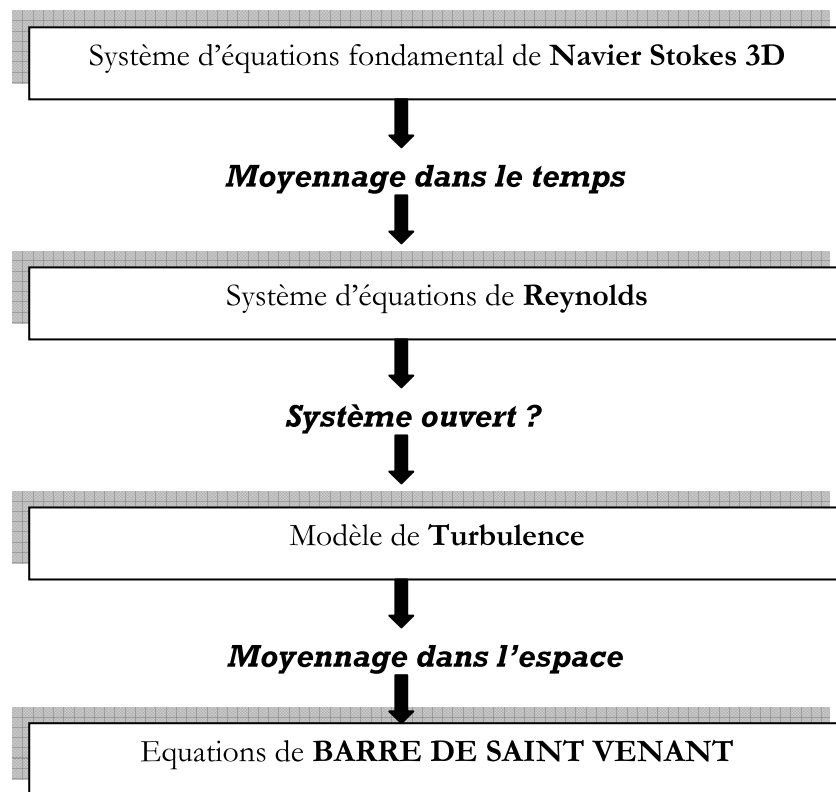 Système d’équations fondamental de Navier Stokes 3D
Moyennage dans le temps
Système d’équations de Reynolds
Système ouvert ?
Modèle de Turbulence
Moyennage dans l’espace
Equations de BARRE DE SAINT VENANT